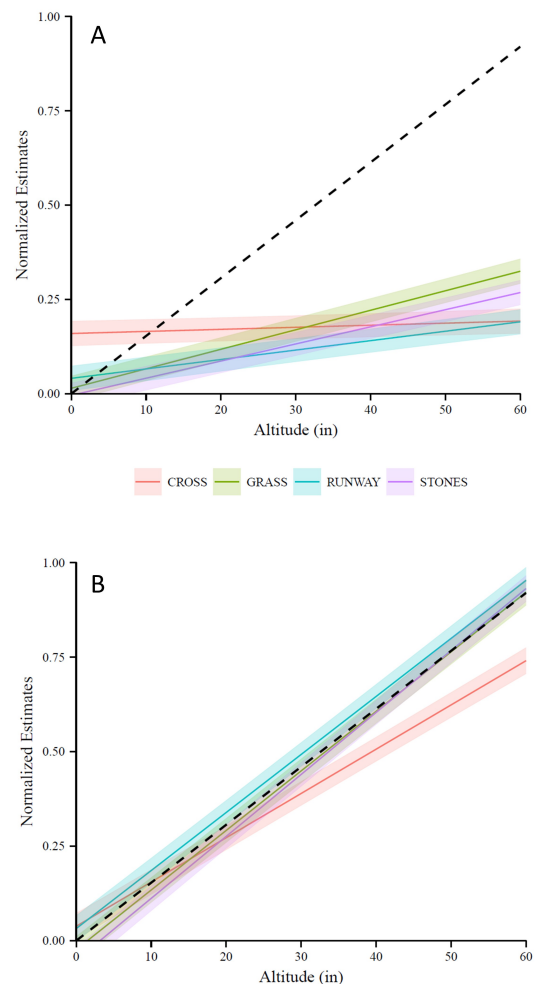 A
1.00
0.75
0.50
0.25
0.00
Normalized Estimates
0 10 20 30 40 50 60
Altitude (in)
CROSS GRASS RUNWAY STONES
B
1.00
0.75
0.50
0.25
0.00
Normalized Estimates
0 10 20 30 40 50 60
Altitude (in)